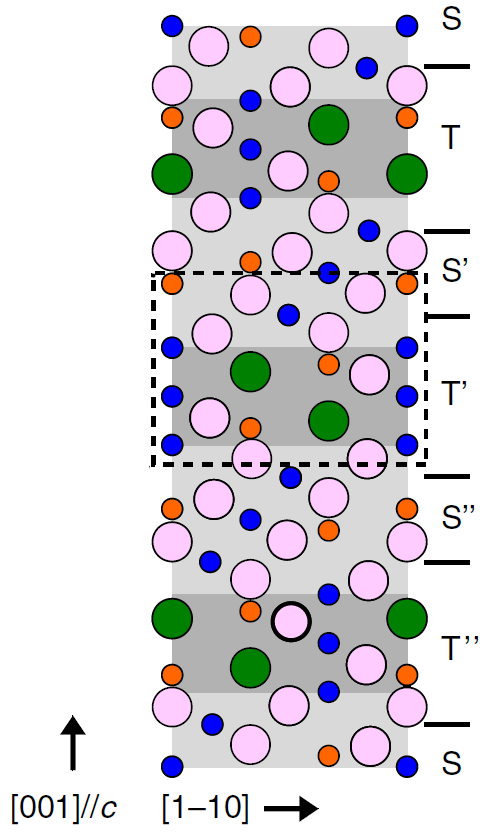 S
T
S’
T’
S’’
T’’
S
[001]//c [1–10]